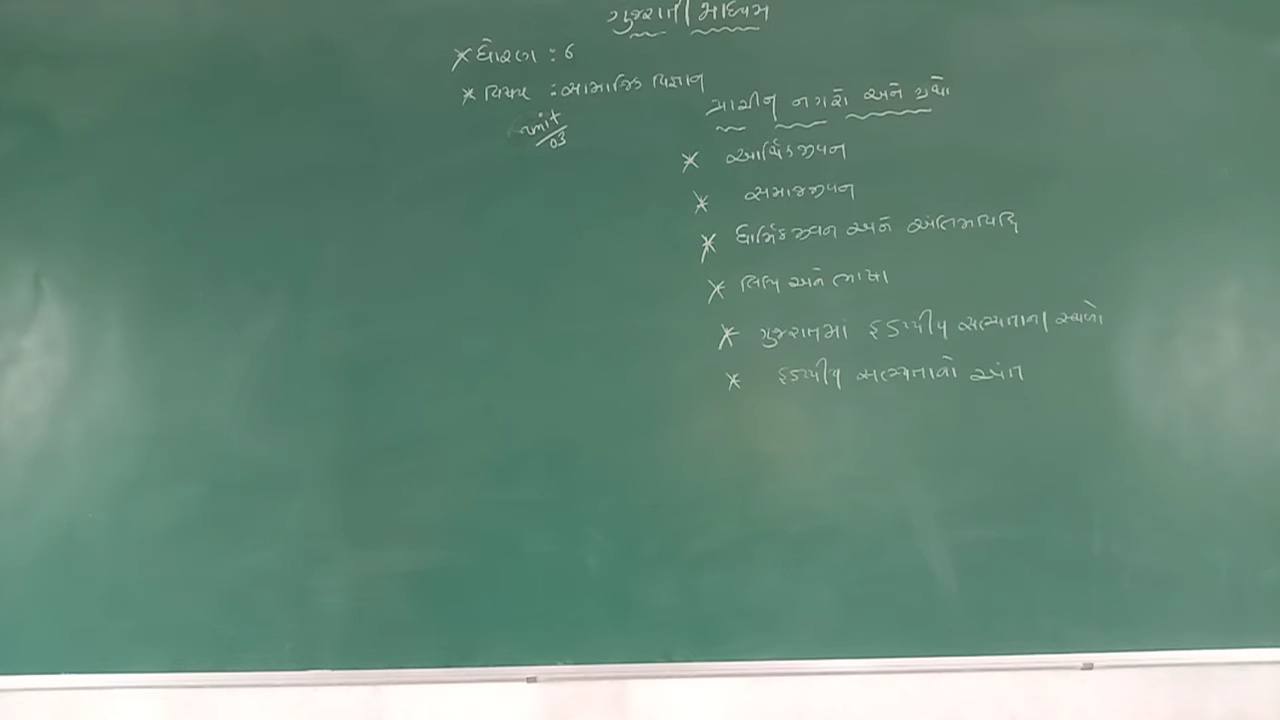 ગુજરાતી માધ્યમ
* ધોરણ : 6
* વિષય : સામાજિક વિજ્ઞાન
unit
03
પ્રાચીન નગરો અને ગ્રંથો
* આર્થિકજીવન
* સમાજજીવન
* ધાર્મિકજીવન અને અંતિમવિધિ
* લિપિ અને ભાષા
* ગુજરાતમાં હડપ્પીય સભ્યતાના સ્થળો
* હડપ્પીય સભ્યતાનો અંત